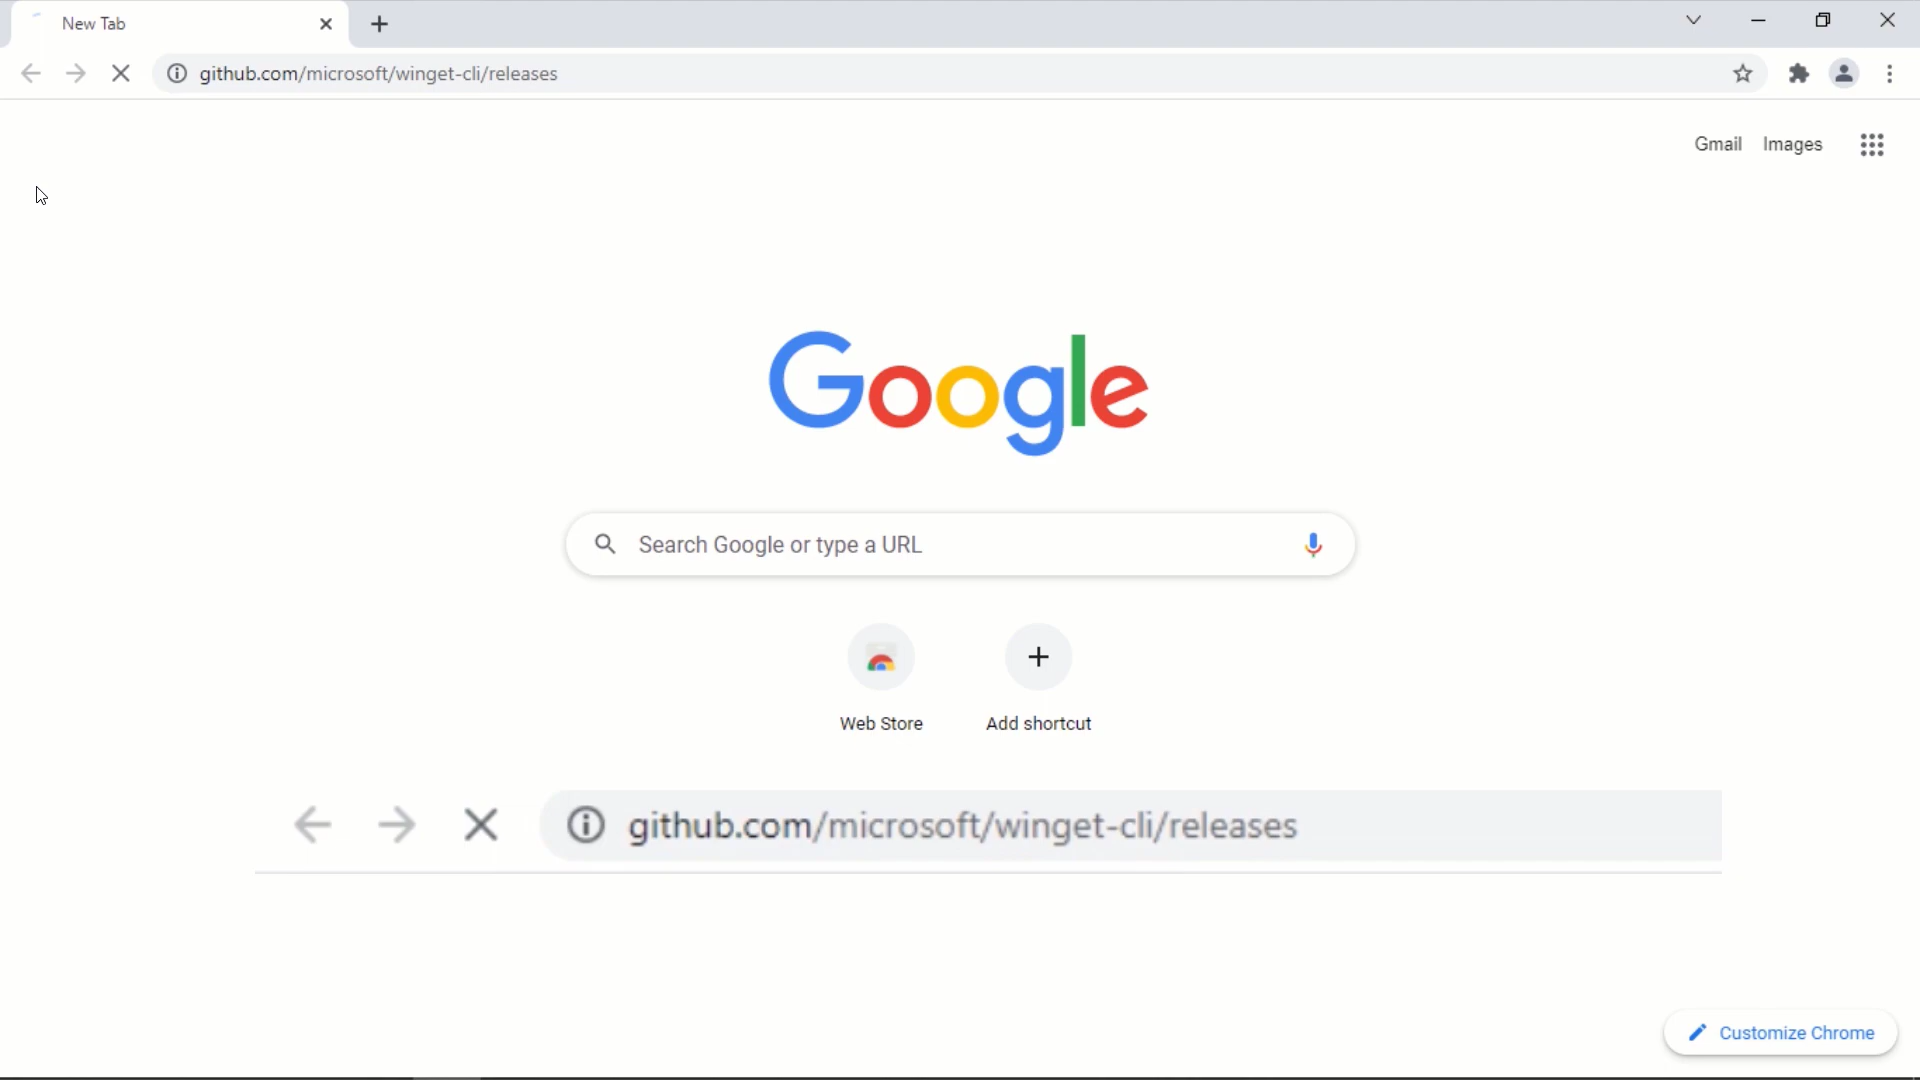 New Tab
github.com/microsoft/winget-cli/releases
Gmail Images
Google
Search Google or type a URL
Web Store Add shortcut
github.com/microsoft/winget-cli/releases
Customize Chrome